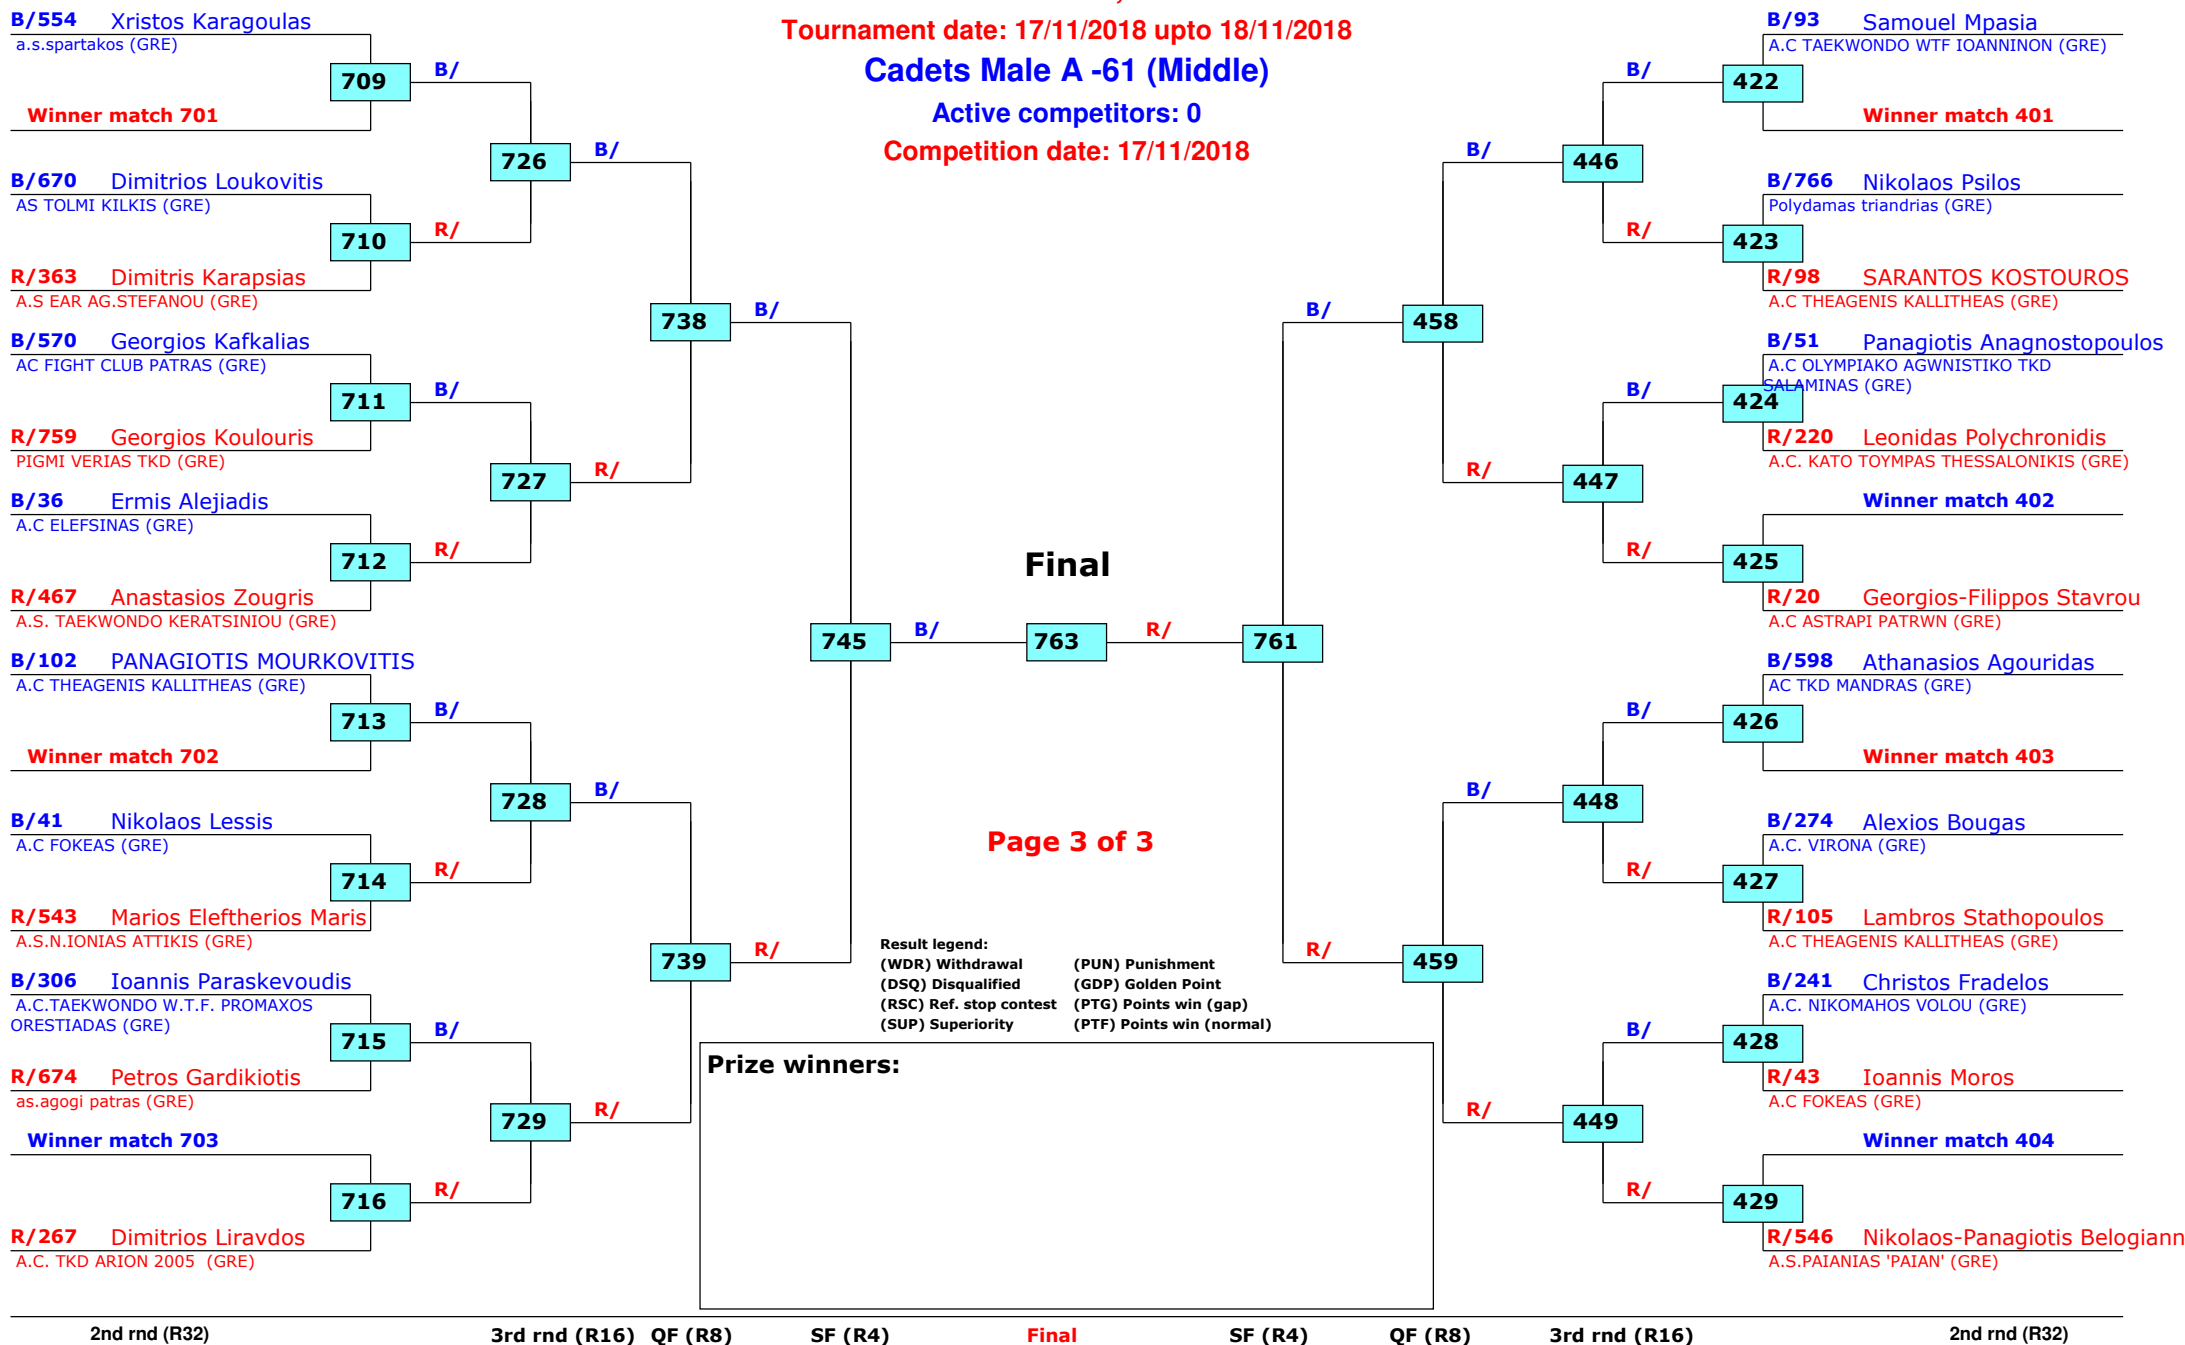 Tournament date: 17/11/2018 upto 18/11/2018
Cadets Male A -61 (Middle)
Active competitors: 0
Competition date: 17/11/2018
B/554 Xristos Karagoulas
a.s.spartakos (GRE)
709
B/
Winner match 701
726
B/
B/670 Dimitrios Loukovitis
AS TOLMI KILKIS (GRE)
710
R/
R/363 Dimitris Karapsias
A.S EAR AG.STEFANOU (GRE)
738
B/
B/570 Georgios Kafkalias
AC FIGHT CLUB PATRAS (GRE)
711
B/
R/759 Georgios Koulouris
PIGMI VERIAS TKD (GRE)
727
R/
B/36 Ermis Alejiadis
A.C ELEFSINAS (GRE)
712
R/
R/467 Anastasios Zougris
A.S. TAEKWONDO KERATSINIOU (GRE)
745
B/
B/102 PANAGIOTIS MOURKOVITIS
A.C THEAGENIS KALLITHEAS (GRE)
713
B/
Winner match 702
728
B/
B/41 Nikolaos Lessis
A.C FOKEAS (GRE)
714
R/
R/543 Marios Eleftherios Maris
A.S.N.IONIAS ATTIKIS (GRE)
739
R/
B/306 Ioannis Paraskevoudis
A.C.TAEKWONDO W.T.F. PROMAXOS
ORESTIADAS (GRE)
715
B/
R/674 Petros Gardikiotis
as.agogi patras (GRE)
729
R/
Winner match 703
716
R/
R/267 Dimitrios Liravdos
A.C. TKD ARION 2005 (GRE)
Final
763
R/
761
Page 3 of 3
Result legend:
(WDR) Withdrawal (PUN) Punishment
(DSQ) Disqualified (GDP) Golden Point
(RSC) Ref. stop contest (PTG) Points win (gap)
(SUP) Superiority (PTF) Points win (normal)
Prize winners:
B/93 Samouel Mpasia
A.C TAEKWONDO WTF IOANNINON (GRE)
B/
422
Winner match 401
B/
446
B/766 Nikolaos Psilos
Polydamas triandrias (GRE)
R/
423
R/98 SARANTOS KOSTOUROS
A.C THEAGENIS KALLITHEAS (GRE)
B/
458
B/51 Panagiotis Anagnostopoulos
A.C OLYMPIAKO AGWNISTIKO TKD
SALAMINAS (GRE)
B/
424
R/220 Leonidas Polychronidis
A.C. KATO TOYMPAS THESSALONIKIS (GRE)
R/
447
Winner match 402
R/
425
R/20 Georgios-Filippos Stavrou
A.C ASTRAPI PATRWN (GRE)
B/598 Athanasios Agouridas
AC TKD MANDRAS (GRE)
B/
426
Winner match 403
B/
448
B/274 Alexios Bougas
A.C. VIRONA (GRE)
R/
427
R/105 Lambros Stathopoulos
A.C THEAGENIS KALLITHEAS (GRE)
R/
459
B/241 Christos Fradelos
A.C. NIKOMAHOS VOLOU (GRE)
B/
428
R/43 Ioannis Moros
A.C FOKEAS (GRE)
R/
449
Winner match 404
R/
429
R/546 Nikolaos-Panagiotis Belogiann
A.S.PAIANIAS 'PAIAN' (GRE)
2nd rnd (R32) 3rd rnd (R16) QF (R8) SF (R4) Final SF (R4) QF (R8) 3rd rnd (R16) 2nd rnd (R32)